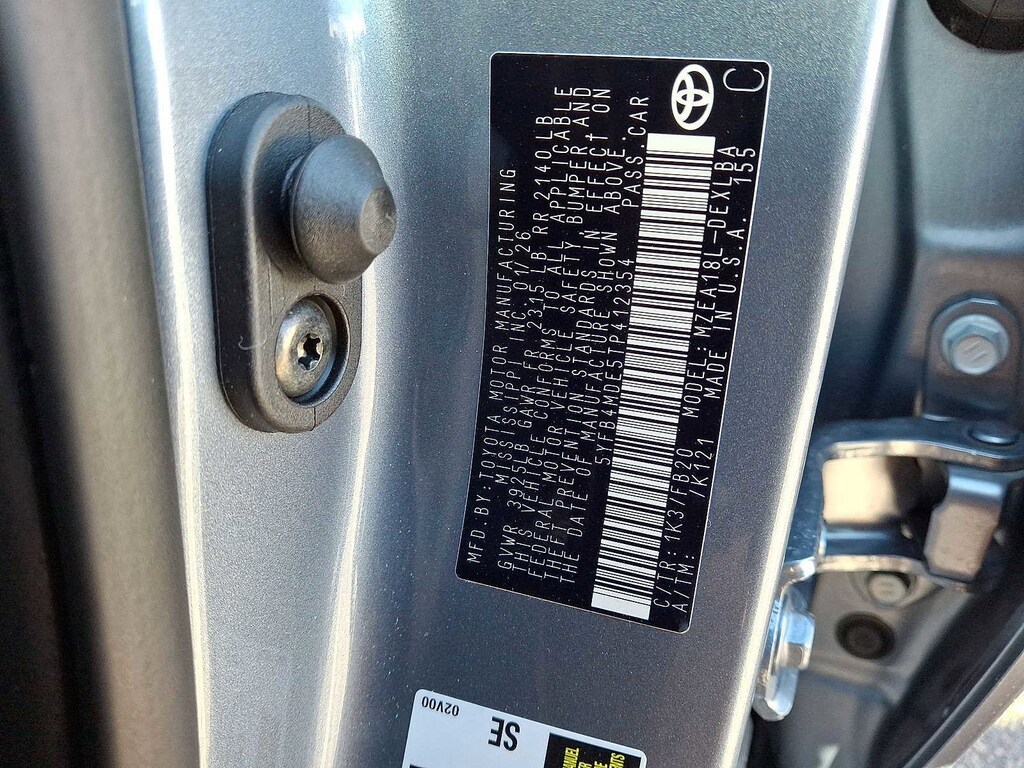 MFD.BY:TOYOTA MOTOR MANUFACTURING
MISSISSIPPI,INC. 01/26
GVWR 3925LB GAWR FR 2315LB RR 2140LB
THIS VEHICLE CONFORMS TO ALL APPLICABLE
FEDERAL MOTOR VEHICLE SAFETY, BUMPER,AND
THEFT PREVENTION STANDARDS IN EFFECT ON
THE DATE OF MANUFACTURE SHOWN ABOVE.
5YFB4MDE5TP412354 PASS.CAR
C/TR:1K3/FB20 MODEL:MZEA18L-DEXLBA
A/TM: /K121 MADE IN U.S.A. 155
C
02V00
SE